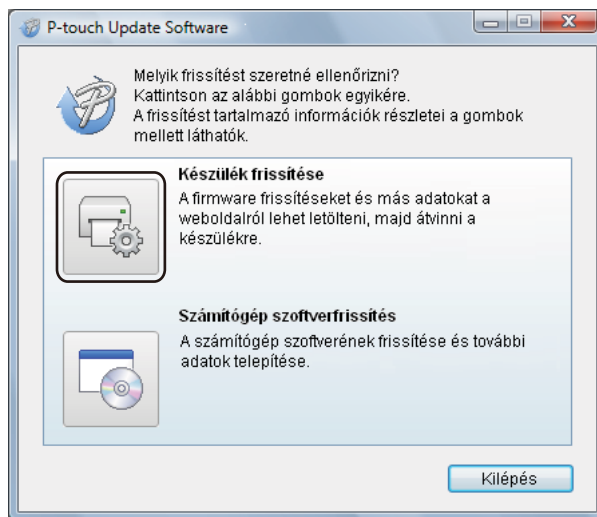 P-touch Update Software
Melyik frissítést szeretné ellenőrizni?
Kattintson az alábbi gombok egyikére.
A frissítést tartalmazó információk részletei a gombok
mellett láthatók.
Készülék frissítése
A firmware frissítéseket és más adatokat a
weboldalról lehet letölteni, majd átvinni a
készülékre.
Számítógép szoftverfrissítés
A számítógép szoftverének frissítése és további
adatok telepítése.
Kilépés